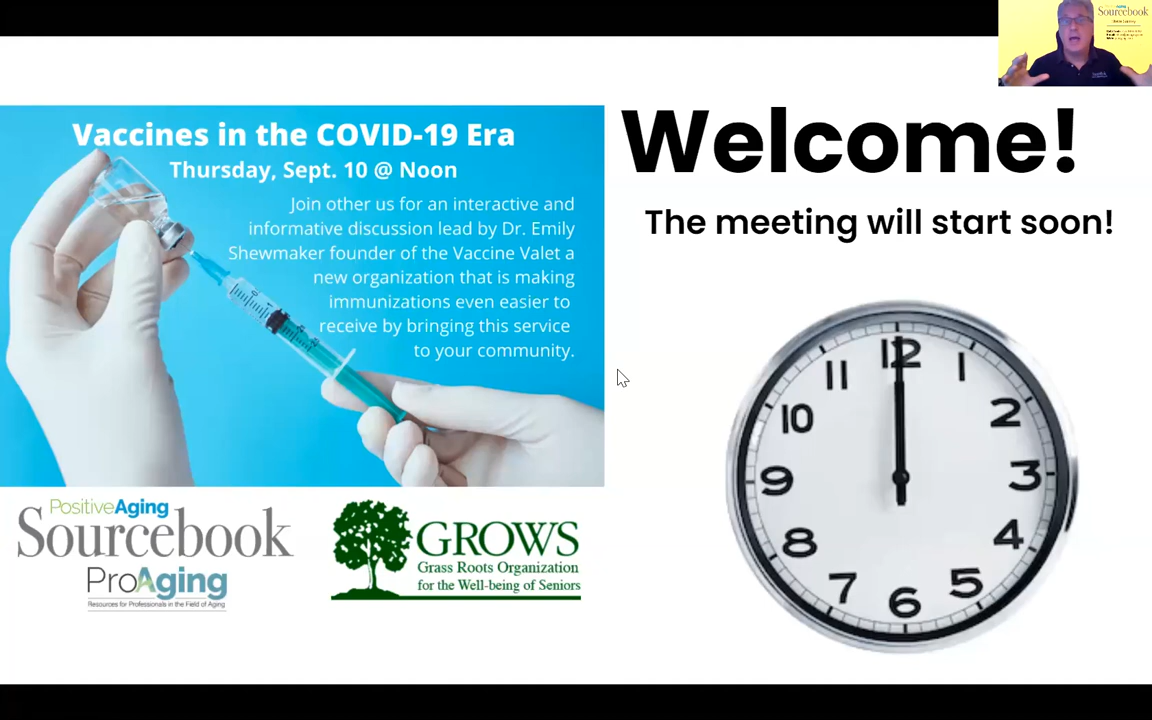 Vaccines in the COVID-19 Era
Thursday, Sept. 10 @ Noon
Join other us for an interactive and
informative discussion lead by Dr. Emily
Shewmaker founder of the Vaccine Valet a
new organization that is making
immunizations even easier to
receive by bringing this service
to your community.
PositiveAging
Sourcebook
ProAging
Resources for Professionals in the Field of Aging
GROWS
Grass Roots Organization
for the Well-being of Seniors
Welcome!
The meeting will start soon!
12
1
2
3
4
5
6
7
8
9
10
11
Sourcebook